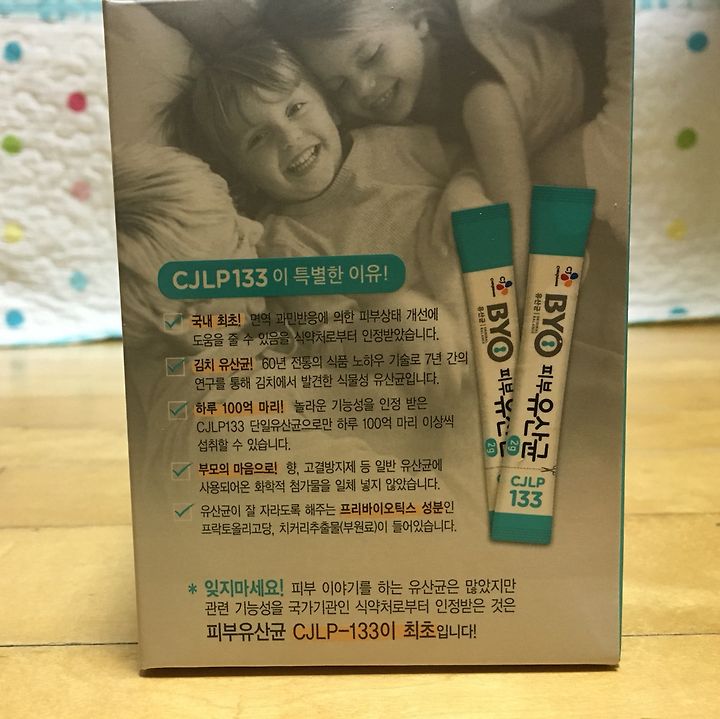 CJLP133 이 특별한 이유!
국내 최초! 면역 과민반응에 의한 피부상태 개선에
도움을 줄 수 있음을 식약처로부터 인정받았습니다.
김치 유산균! 60년 전통의 식품 노하우 기술로 7년 간의
연구를 통해 김치에서 발견한 식물성 유산균입니다.
하루 100억 마리! 놀라운 기능성을 인정 받은
CJLP133 단일유산균으로만 하루 100억 마리 이상씩
섭취할 수 있습니다.
부모의 마음으로! 향, 고결방지제 등 일반 유산균에
사용되어온 화학적 첨가물을 일체 넣지 않았습니다.
유산균이 잘 자라도록 해주는 프리바이오틱스 성분인
프락토올리고당, 치커리추출물(부원료)이 들어있습니다.
* 잊지마세요! 피부 이야기를 하는 유산균은 많았지만
관련 기능성을 국가기관인 식약처로부터 인정받은 것은
피부유산균 CJLP-133이 최초입니다!
CJ
유산균
BYO
피부
유산균
2g
CJ
유산균
BYO
피부 유산균
2g
CJLP
133